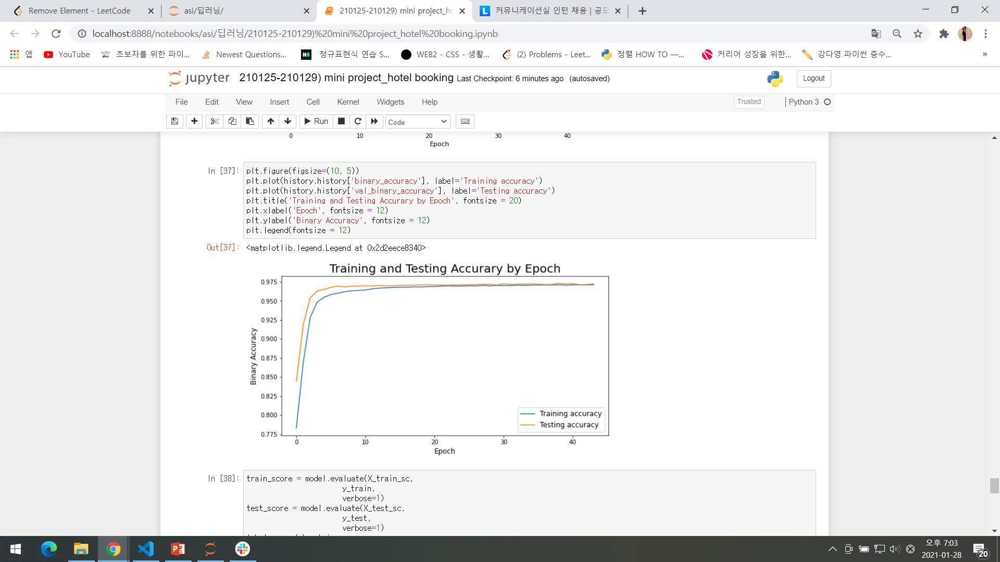 Remove Element - LeetCode
asi/딥러닝/
210125-210129) mini project_ho
커뮤니케이션실 인턴 채용 | 공모
localhost:8888/notebooks/asi/딥러닝/210125-210129)%20mini%20project_hotel%20booking.ipynb
앱
YouTube
wiki docs
초보자를 위한 파이...
Newest Questions...
정규표현식 연습 S...
WEB2 - CSS - 생활...
(2) Problems - Leet...
정렬 HOW TO —...
커리어 성장을 위한...
강다영 파이썬 중수...
»
jupyter
210125-210129) mini project_hotel booking Last Checkpoint: 6 minutes ago (autosaved)
Logout
File Edit View Insert Cell Kernel Widgets Help
Trusted
Python 3
Run
Code
0 10 20 30 40
Epoch
In [37]:
plt.figure(figsize=(10, 5))
plt.plot(history.history['binary_accuracy'], label='Training accuracy')
plt.plot(history.history['val_binary_accuracy'], label='Testing accuracy')
plt.title('Training and Testing Accurary by Epoch', fontsize = 20)
plt.xlabel('Epoch', fontsize = 12)
plt.ylabel('Binary Accuracy', fontsize = 12)
plt.legend(fontsize = 12)
Out[37]: <matplotlib.legend.Legend at 0x2d2eece8340>
Training and Testing Accurary by Epoch
0.975
0.950
0.925
0.900
0.875
0.850
0.825
0.800
0.775
Binary Accuracy
Training accuracy
Testing accuracy
0 10 20 30 40
Epoch
In [38]:
train_score = model.evaluate(X_train_sc,
y_train,
verbose=1)
test_score = model.evaluate(X_test_sc,
y_test,
verbose=1)
오후 7:03
2021-01-28
20